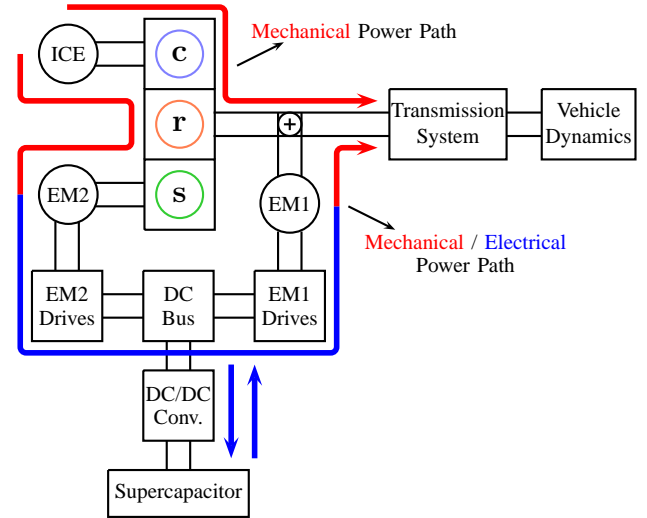 Mechanical Power Path
ICE
c
r
+
Transmission
System
Vehicle
Dynamics
EM2
s
EM1
Mechanical / Electrical
Power Path
EM2
Drives
DC
Bus
EM1
Drives
DC/DC
Conv.
Supercapacitor